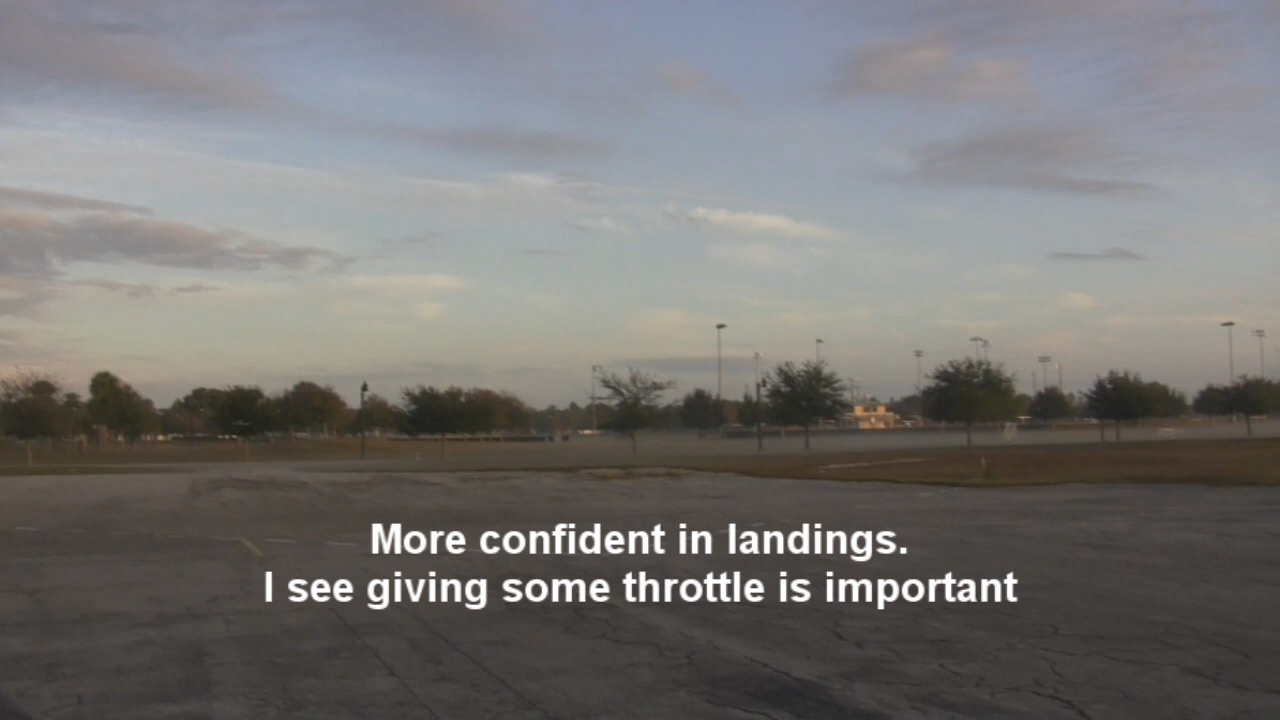 More confident in landings.
I see giving some throttle is important